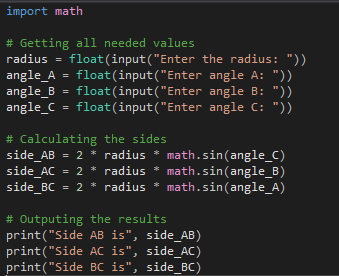 import math

# Getting all needed values
radius = float(input("Enter the radius: "))
angle_A = float(input("Enter angle A: "))
angle_B = float(input("Enter angle B: "))
angle_C = float(input("Enter angle C: "))

# Calculating the sides
side_AB = 2 * radius * math.sin(angle_C)
side_AC = 2 * radius * math.sin(angle_B)
side_BC = 2 * radius * math.sin(angle_A)

# Outputing the results
print("Side AB is", side_AB)
print("Side AC is", side_AC)
print("Side BC is", side_BC)